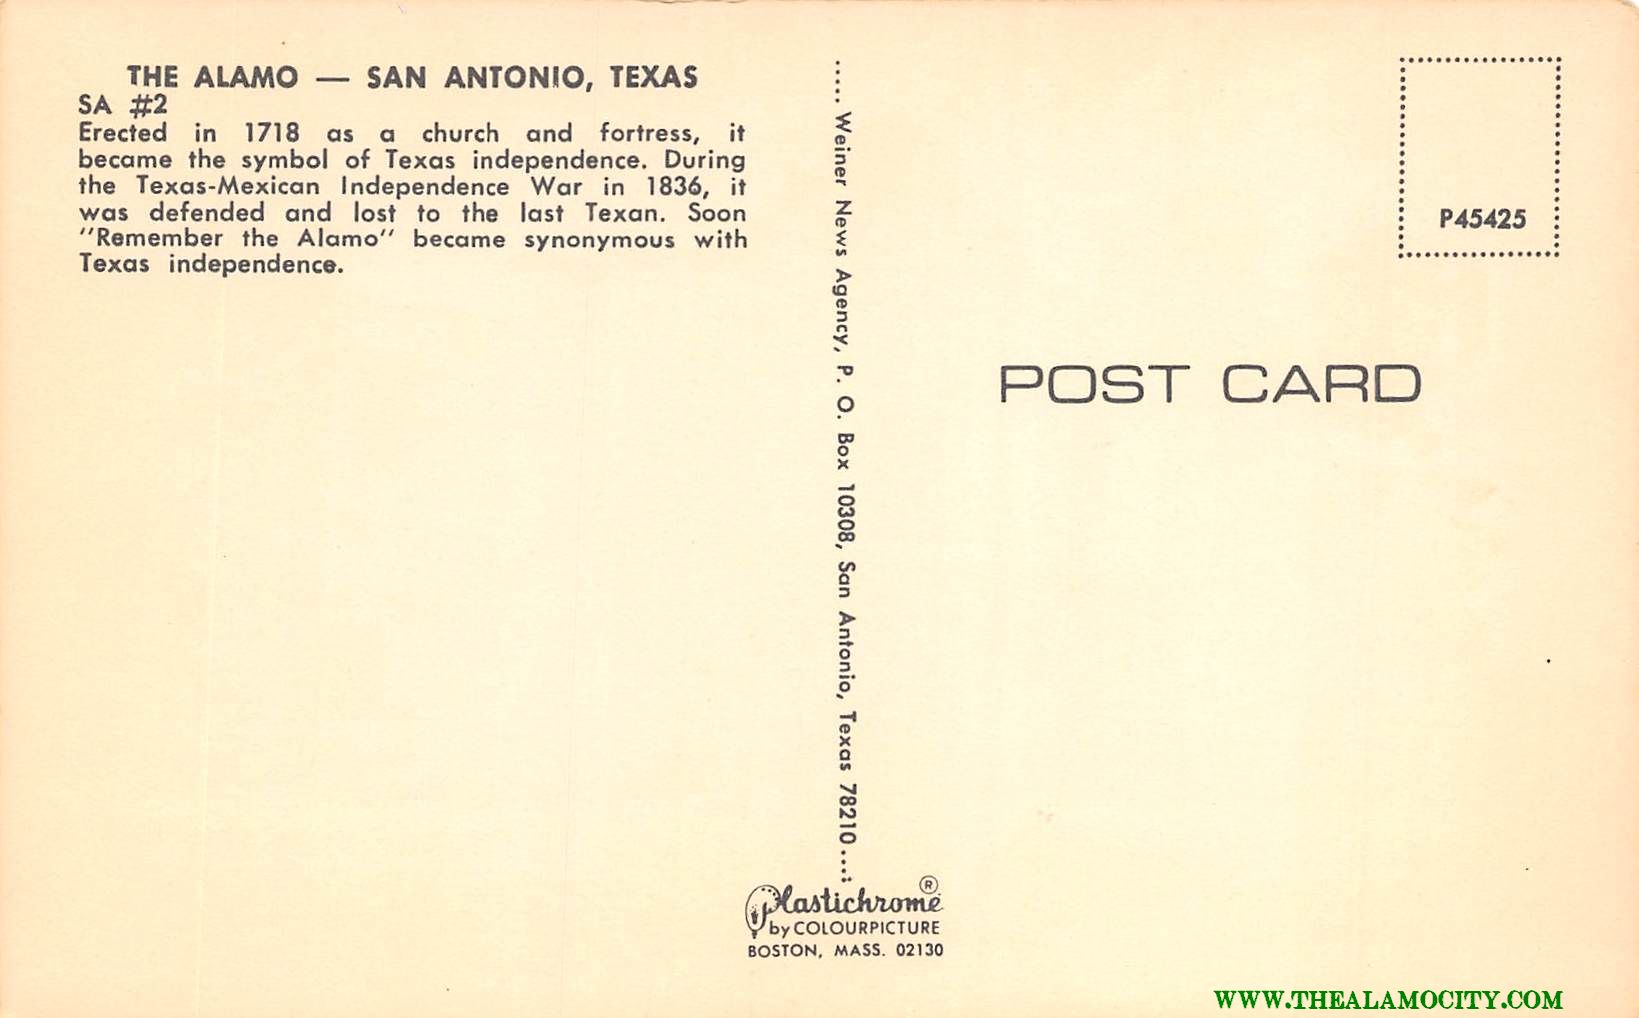 THE ALAMO — SAN ANTONIO, TEXAS
SA #2
Erected in 1718 as a church and fortress, it
became the symbol of Texas independence. During
the Texas-Mexican Independence War in 1836, it
was defended and lost to the last Texan. Soon
"Remember the Alamo" became synonymous with
Texas independence.
..... Weiner News Agency, P. O. Box 10308, San Antonio, Texas 78210.....
Plastichrome ®
by COLOURPICTURE
BOSTON, MASS. 02130
P45425
POST CARD
WWW.THEALAMOCITY.COM